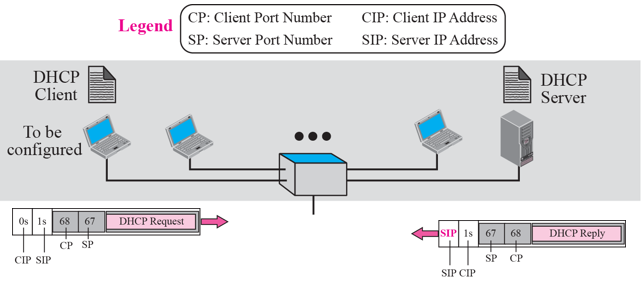 Legend
CP: Client Port Number CIP: Client IP Address
SP: Server Port Number SIP: Server IP Address
DHCP
Client
DHCP
Server
To be
configured
0s 1s 68 67 DHCP Request
CIP SIP CP SP
SIP 1s 67 68 DHCP Reply
SIP CIP SP CP